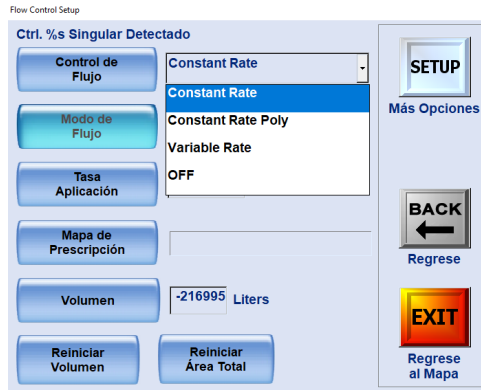 Flow Control Setup
Ctrl. %s Singular Detectado
Control de
Flujo
Constant Rate
Constant Rate
Constant Rate Poly
Variable Rate
OFF
Modo de
Flujo
Tasa
Aplicación
Mapa de
Prescripción
Volumen
-216995 Liters
Reiniciar
Volumen
Reiniciar
Área Total
SETUP
Más Opciones
BACK
Regrese
EXIT
Regrese
al Mapa